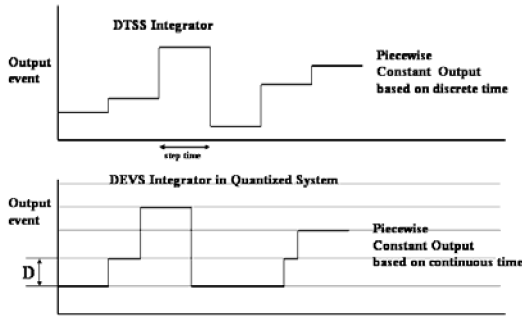 DTSS Integrator
Output
event
Piecewise
Constant Output
based on discrete time
step time
DEVS Integrator in Quantized System
Output
event
Piecewise
Constant Output
based on continuous time
D